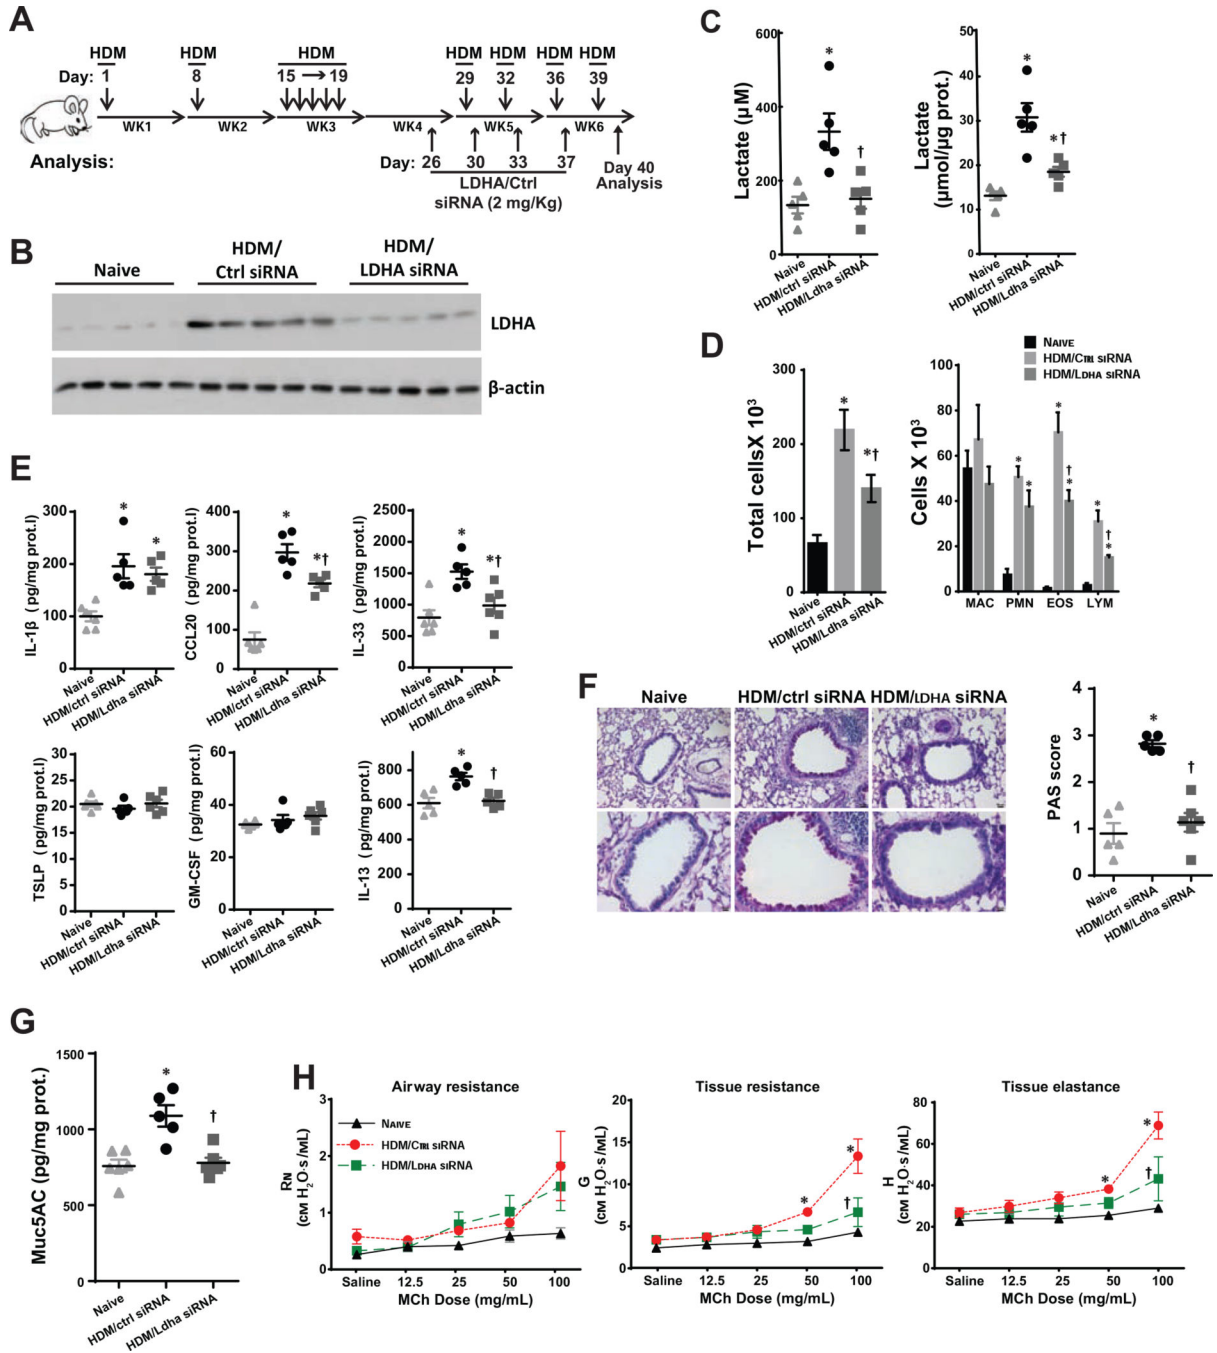 A
HDM HDM HDM HDM HDM HDM HDM
Day: 1 8 15 → 19 29 32 36 39
WK1 WK2 WK3 WK4 WK5 WK6
Analysis:
Day: 26 30 33 37 Day 40
LDHA/Ctrl Analysis
siRNA (2 mg/Kg)
B
Naive
HDM/
Ctrl siRNA
HDM/
LDHA siRNA
LDHA
β-actin
C
Lactate (µM)
600
400
200
0
* †
Naive
HDM/ctrl siRNA
HDM/Ldha siRNA
Lactate
(µmol/µg prot.)
50
40
30
20
10
0
* *†
Naive
HDM/ctrl siRNA
HDM/Ldha siRNA
D
Total cellsX 10³
300
200
100
0
* *†
Naive
HDM/ctrl siRNA
HDM/Ldha siRNA
NAIVE
HDM/CTRL SIRNA
HDM/LDHA SIRNA
Cells X 10³
100
80
60
40
20
0
* * * † * * † *
MAC PMN EOS LYM
E
IL-1β (pg/mg prot.l)
300
200
100
0
* *
Naive
HDM/ctrl siRNA
HDM/Ldha siRNA
CCL20 (pg/mg prot.l)
400
300
200
100
0
* *†
Naive
HDM/ctrl siRNA
HDM/Ldha siRNA
IL-33 (pg/mg prot.l)
2500
2000
1500
1000
500
0
* *†
Naive
HDM/ctrl siRNA
HDM/Ldha siRNA
TSLP (pg/mg prot.l)
30
25
20
15
10
5
0
Naive
HDM/ctrl siRNA
HDM/Ldha siRNA
GM-CSF (pg/mg prot.l)
60
40
20
0
Naive
HDM/ctrl siRNA
HDM/Ldha siRNA
IL-13 (pg/mg prot.l)
800
600
400
200
0
* †
Naive
HDM/ctrl siRNA
HDM/Ldha siRNA
F
Naive HDM/ctrl siRNA HDM/LDHA siRNA
PAS score
4
3
2
1
0
* †
Naive
HDM/ctrl siRNA
HDM/Ldha siRNA
G
Muc5AC (pg/mg prot.)
1500
1000
500
0
* †
Naive
HDM/ctrl siRNA
HDM/Ldha siRNA
H
Airway resistance
RN
(CM H₂O·S/ML)
3
2
1
0
NAIVE
HDM/CTRL SIRNA
HDM/LDHA SIRNA
Saline 12.5 25 50 100
MCh Dose (mg/mL)
Tissue resistance
G
(CM H₂O·S/ML)
20
15
10
5
0
* * †
Saline 12.5 25 50 100
MCh Dose (mg/mL)
Tissue elastance
H
(CM H₂O·S/ML)
80
60
40
20
0
* * †
Saline 12.5 25 50 100
MCh Dose (mg/mL)